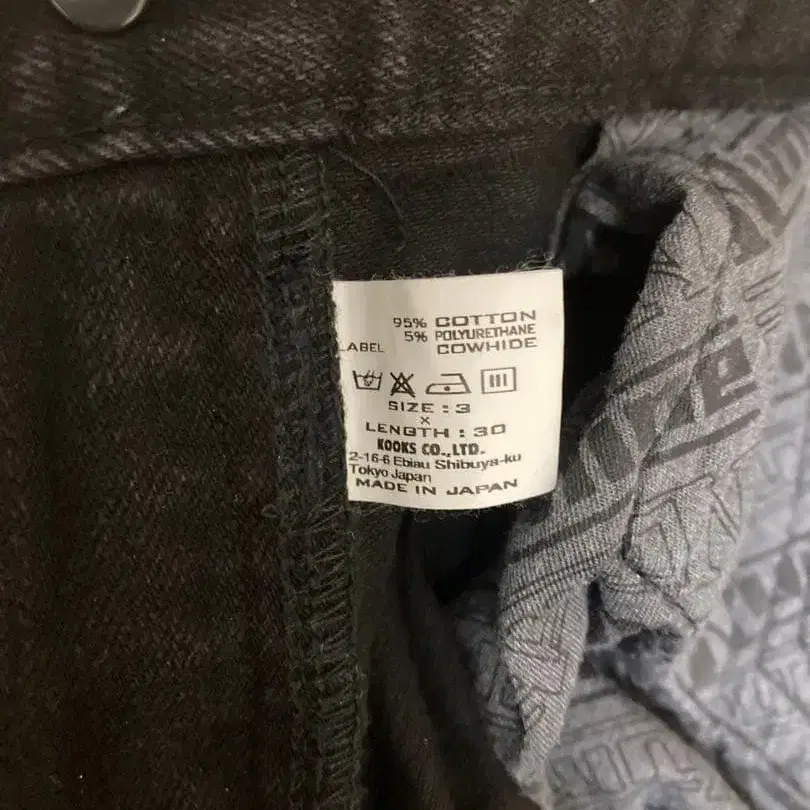 95% COTTON
5% POLYURETHANE
LABEL COWHIDE
SIZE : 3
×
LENGTH : 30
KOOKS CO.,LTD.
2-16-6 Ebiau Shibuya-ku
Tokyo Japan
MADE IN JAPAN